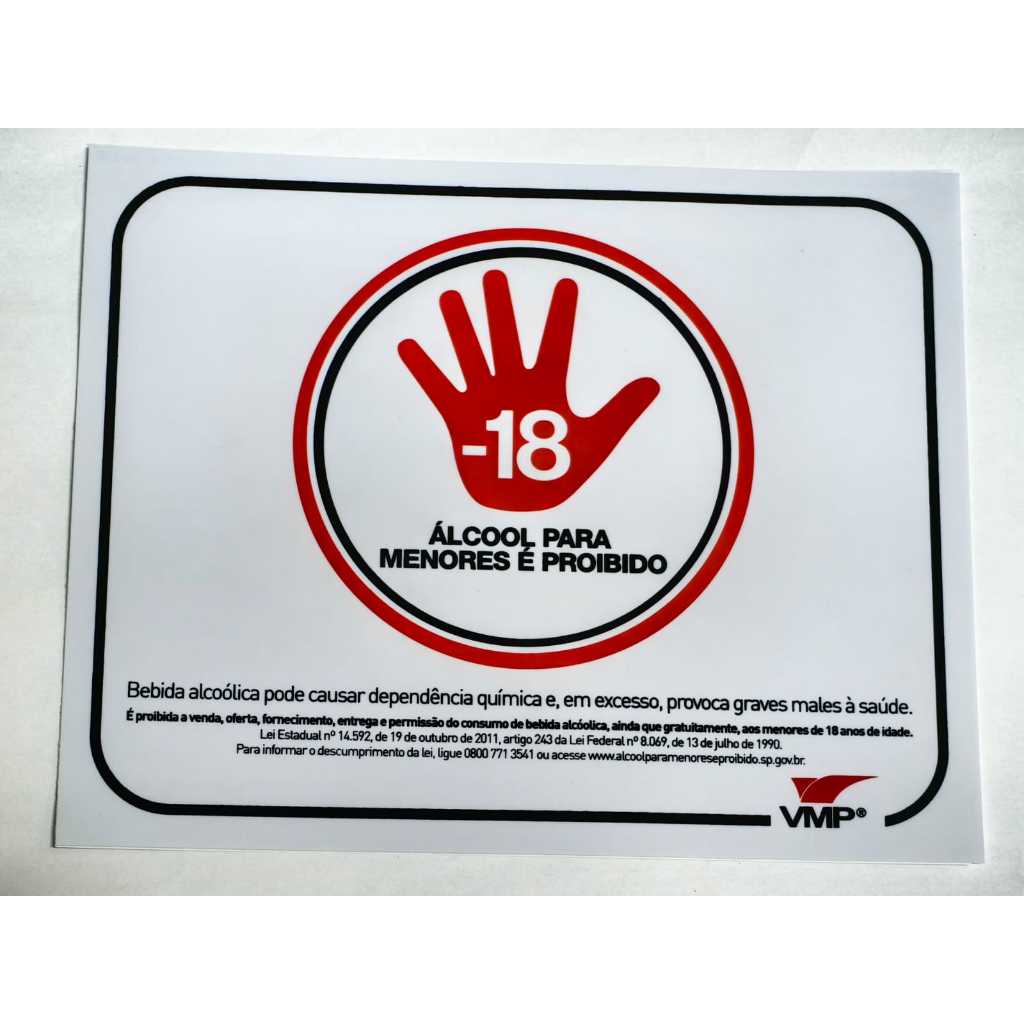 -18
ÁLCOOL PARA
MENORES É PROIBIDO
Bebida alcoólica pode causar dependência química e, em excesso, provoca graves males à saúde.
É proibida a venda, oferta, fornecimento, entrega e permissão do consumo de bebida alcóolica, ainda que gratuitamente, aos menores de 18 anos de idade.
Lei Estadual nº 14.592, de 19 de outubro de 2011, artigo 243 da Lei Federal nº 8.069, de 13 de julho de 1990.
Para informar o descumprimento da lei, ligue 0800 771 3541 ou acesse www.alcoolparamenoreseproibido.sp.gov.br.
VMP®